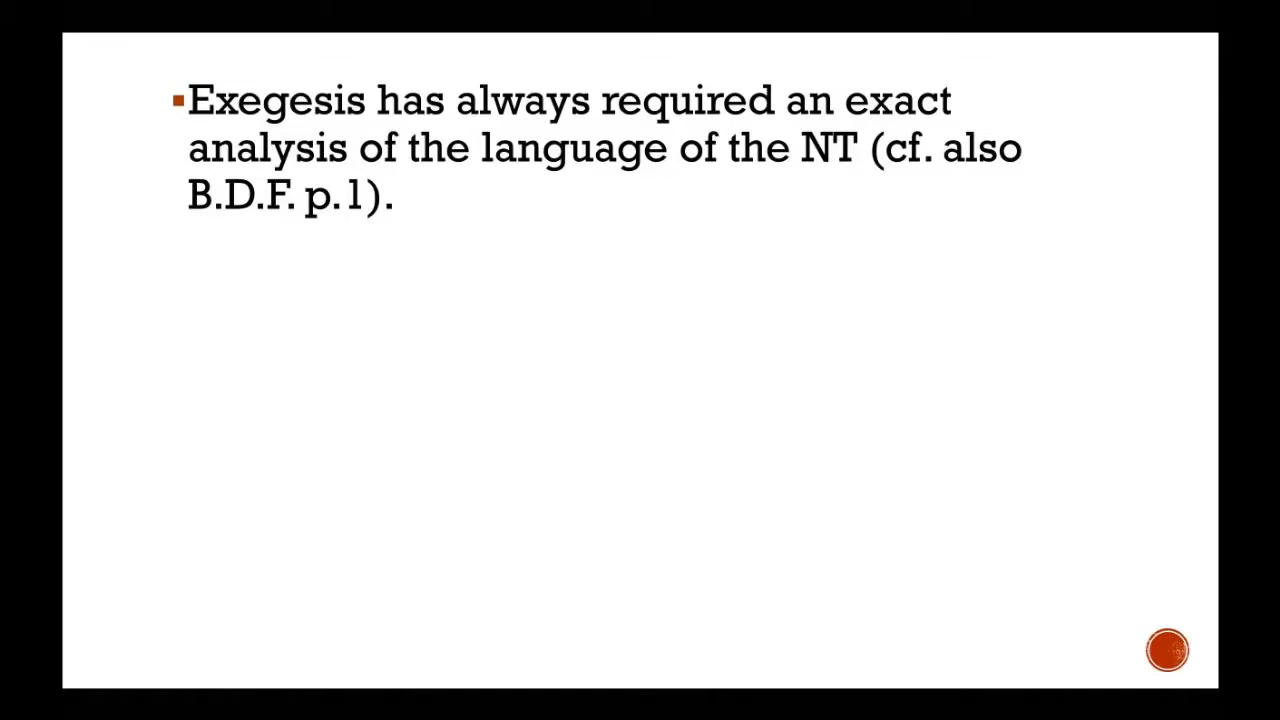 ▪Exegesis has always required an exact
analysis of the language of the NT (cf. also
B.D.F. p.1).